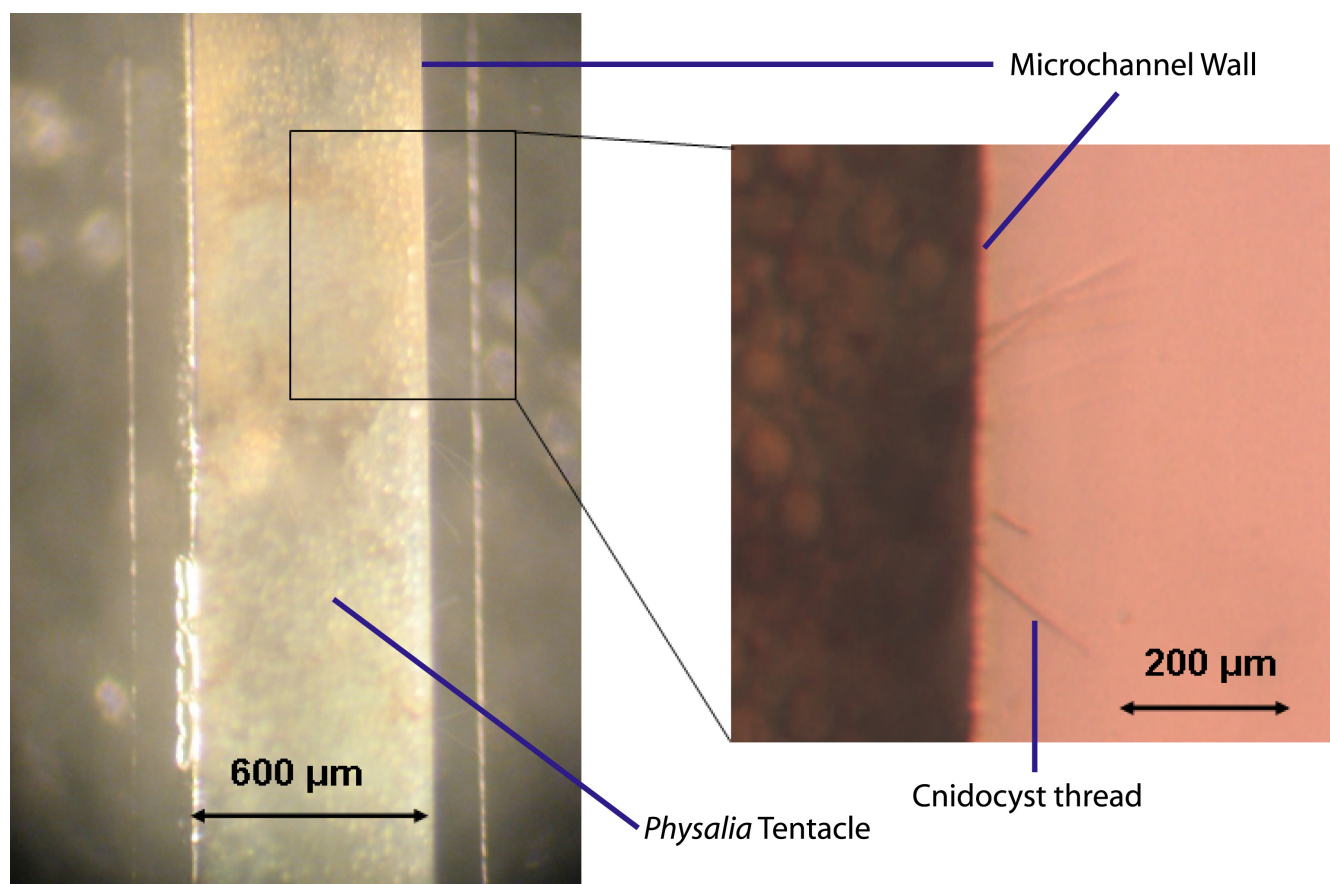 Microchannel Wall
200 µm
600 µm
Cnidocyst thread
Physalia Tentacle